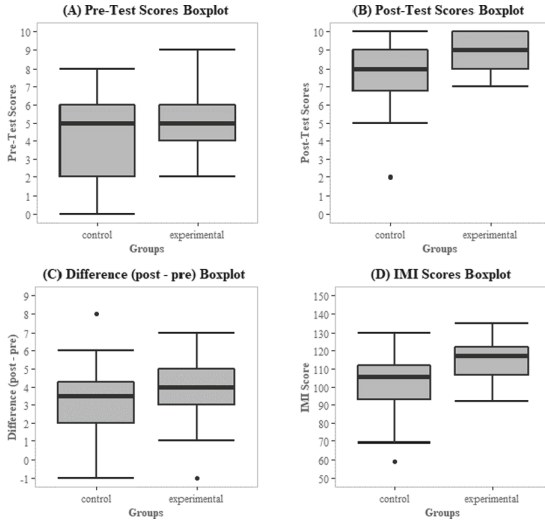 (A) Pre-Test Scores Boxplot
10
9
8
7
6
5
4
3
2
1
0
Pre-Test Scores
control
experimental
Groups
(B) Post-Test Scores Boxplot
10
9
8
7
6
5
4
3
2
1
0
Post-Test Scores
control
experimental
Groups
(C) Difference (post - pre) Boxplot
9
8
7
6
5
4
3
2
1
0
-1
Difference (post - pre)
control
experimental
Groups
(D) IMI Scores Boxplot
150
140
130
120
110
100
90
80
70
60
50
IMI Score
control
experimental
Groups